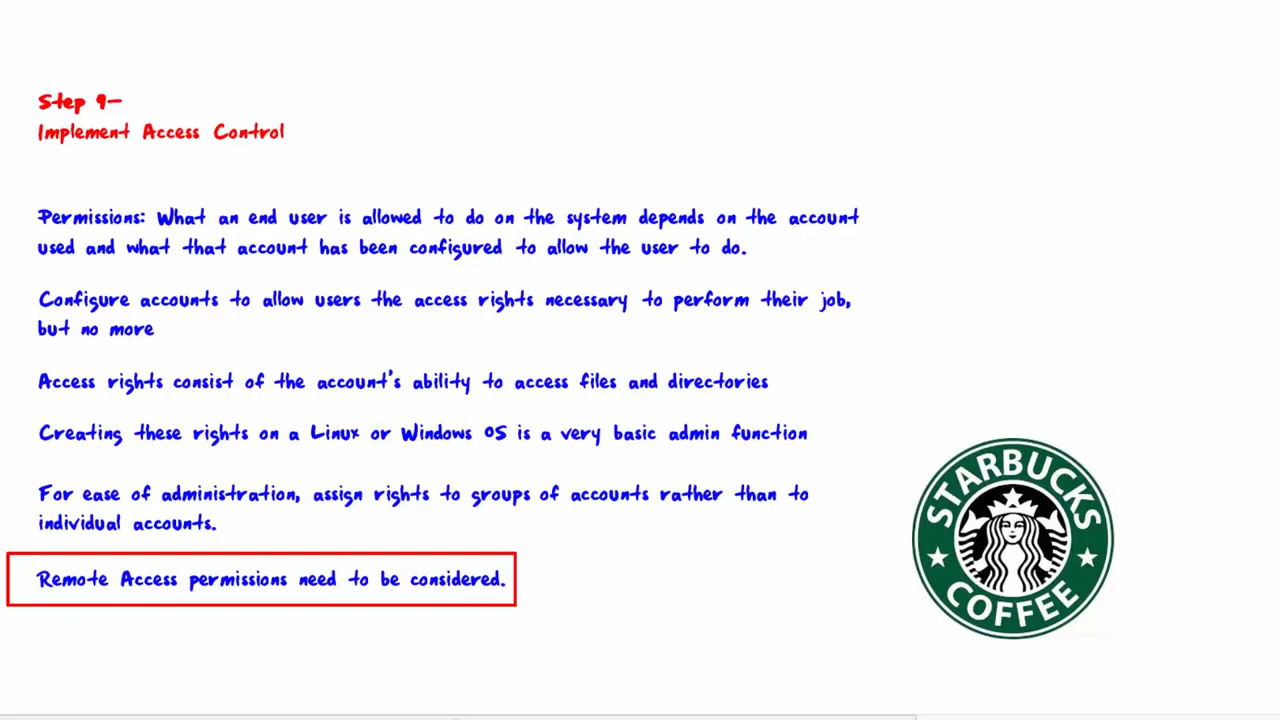 Step 9-
Implement Access Control
Permissions: What an end user is allowed to do on the system depends on the account
used and what that account has been configured to allow the user to do.
Configure accounts to allow users the access rights necessary to perform their job,
but no more
Access rights consist of the account's ability to access files and directories
Creating these rights on a Linux or Windows OS is a very basic admin function
For ease of administration, assign rights to groups of accounts rather than to
individual accounts.
Remote Access permissions need to be considered.
STARBUCKS
COFFEE